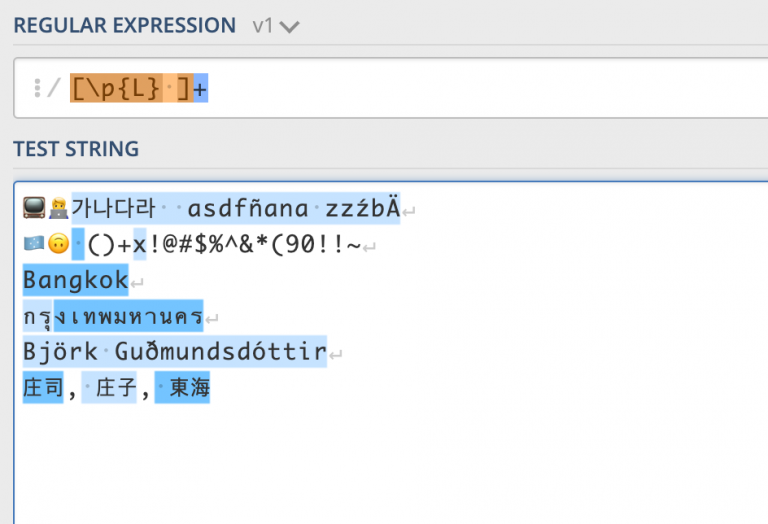 REGULAR EXPRESSION v1
/ [\p{L} ]+
TEST STRING
📺👨‍💻가나다라  asdfñana zzźbÄ
🇫🇲🙃 ()+x!@#$%^&*(90!!~
Bangkok
กรุงเทพมหานคร
Björk Guðmundsdóttir
庄司, 庄子, 東海